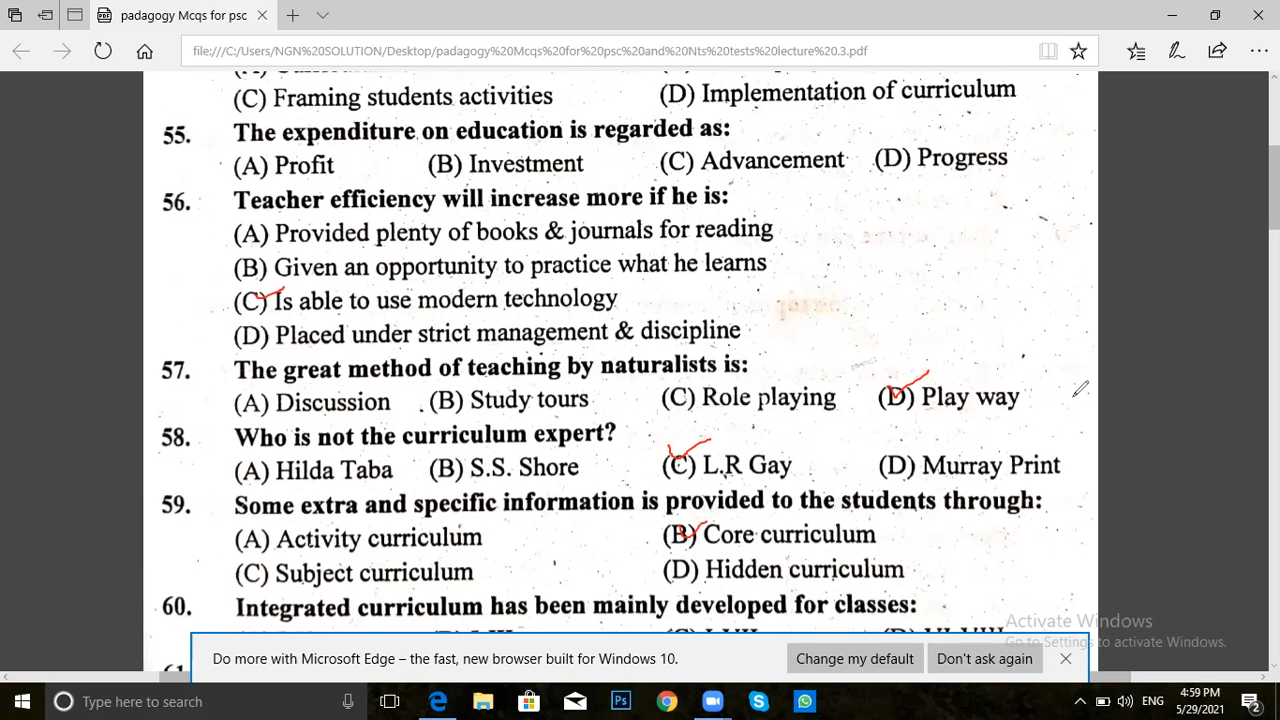 padagogy Mcqs for psc
file:///C:/Users/NGN%20SOLUTION/Desktop/padagogy%20Mcqs%20for%20psc%20and%20Nts%20tests%20lecture%20.3.pdf
(C) Framing students activities (D) Implementation of curriculum
55. The expenditure on education is regarded as:
(A) Profit (B) Investment (C) Advancement (D) Progress
56. Teacher efficiency will increase more if he is:
(A) Provided plenty of books & journals for reading
(B) Given an opportunity to practice what he learns
(C) Is able to use modern technology
(D) Placed under strict management & discipline
57. The great method of teaching by naturalists is:
(A) Discussion (B) Study tours (C) Role playing (D) Play way
58. Who is not the curriculum expert?
(A) Hilda Taba (B) S.S. Shore (C) L.R Gay (D) Murray Print
59. Some extra and specific information is provided to the students through:
(A) Activity curriculum (B) Core curriculum
(C) Subject curriculum (D) Hidden curriculum
60. Integrated curriculum has been mainly developed for classes:
Activate Windows
Go to Settings to activate Windows.
Do more with Microsoft Edge – the fast, new browser built for Windows 10. Change my default Don't ask again
Type here to search
ENG
4:59 PM
5/29/2021
2